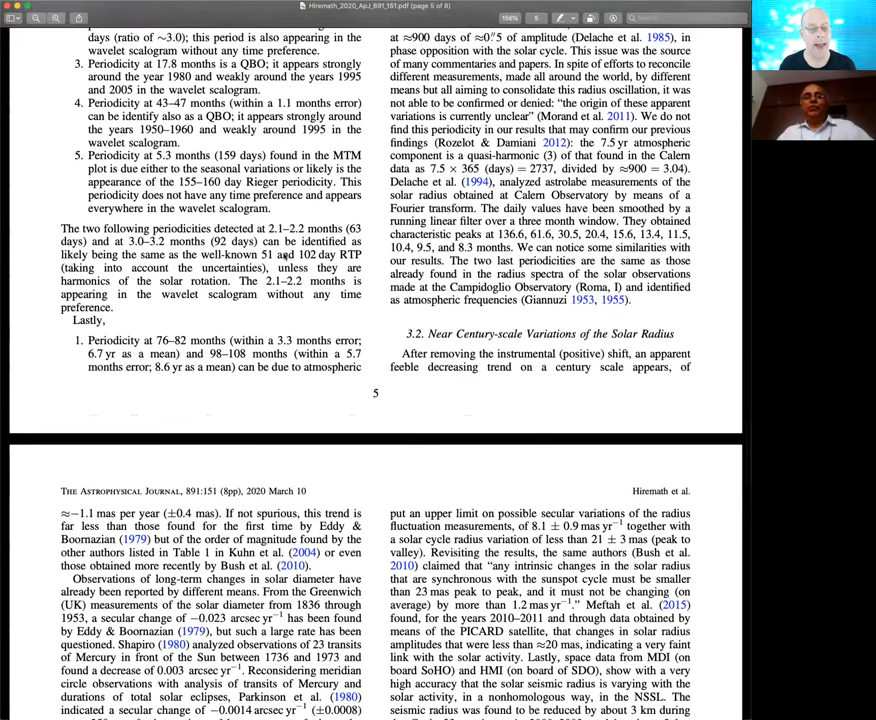 Hiremath_2020_ApJ_891_151.pdf (page 5 of 8)
156%
5
Search
days (ratio of ~3.0); this period is also appearing in the
wavelet scalogram without any time preference.
3. Periodicity at 17.8 months is a QBO; it appears strongly
around the year 1980 and weakly around the years 1995
and 2005 in the wavelet scalogram.
4. Periodicity at 43–47 months (within a 1.1 months error)
can be identify also as a QBO; it appears strongly around
the years 1950–1960 and weakly around 1995 in the
wavelet scalogram.
5. Periodicity at 5.3 months (159 days) found in the MTM
plot is due either to the seasonal variations or likely is the
appearance of the 155–160 day Rieger periodicity. This
periodicity does not have any time preference and appears
everywhere in the wavelet scalogram.
The two following periodicities detected at 2.1–2.2 months (63
days) and at 3.0–3.2 months (92 days) can be identified as
likely being the same as the well-known 51 and 102 day RTP
(taking into account the uncertainties), unless they are
harmonics of the solar rotation. The 2.1–2.2 months is
appearing in the wavelet scalogram without any time
preference.
Lastly,
1. Periodicity at 76–82 months (within a 3.3 months error;
6.7 yr as a mean) and 98–108 months (within a 5.7
months error; 8.6 yr as a mean) can be due to atmospheric
at ≈900 days of ≈0″5 of amplitude (Delache et al. 1985), in
phase opposition with the solar cycle. This issue was the source
of many commentaries and papers. In spite of efforts to reconcile
different measurements, made all around the world, by different
means but all aiming to consolidate this radius oscillation, it was
not able to be confirmed or denied: “the origin of these apparent
variations is currently unclear” (Morand et al. 2011). We do not
find this periodicity in our results that may confirm our previous
findings (Rozelot & Damiani 2012): the 7.5 yr atmospheric
component is a quasi-harmonic (3) of that found in the Calern
data as 7.5 × 365 (days) = 2737, divided by ≈900 = 3.04).
Delache et al. (1994), analyzed astrolabe measurements of the
solar radius obtained at Calern Observatory by means of a
Fourier transform. The daily values have been smoothed by a
running linear filter over a three month window. They obtained
characteristic peaks at 136.6, 61.6, 30.5, 20.4, 15.6, 13.4, 11.5,
10.4, 9.5, and 8.3 months. We can notice some similarities with
our results. The two last periodicities are the same as those
already found in the radius spectra of the solar observations
made at the Campidoglio Observatory (Roma, I) and identified
as atmospheric frequencies (Giannuzi 1953, 1955).
3.2. Near Century-scale Variations of the Solar Radius
After removing the instrumental (positive) shift, an apparent
feeble decreasing trend on a century scale appears, of
5
THE ASTROPHYSICAL JOURNAL, 891:151 (8pp), 2020 March 10
Hiremath et al.
≈−1.1 mas per year (±0.4 mas). If not spurious, this trend is
far less than those found for the first time by Eddy &
Boornazian (1979) but of the order of magnitude found by the
other authors listed in Table 1 in Kuhn et al. (2004) or even
those obtained more recently by Bush et al. (2010).
Observations of long-term changes in solar diameter have
already been reported by different means. From the Greenwich
(UK) measurements of the solar diameter from 1836 through
1953, a secular change of −0.023 arcsec yr−1 has been found
by Eddy & Boornazian (1979), but such a large rate has been
questioned. Shapiro (1980) analyzed observations of 23 transits
of Mercury in front of the Sun between 1736 and 1973 and
found a decrease of 0.003 arcsec yr−1. Reconsidering meridian
circle observations with analysis of transits of Mercury and
durations of total solar eclipses, Parkinson et al. (1980)
indicated a secular change of −0.0014 arcsec yr−1 (±0.0008)
put an upper limit on possible secular variations of the radius
fluctuation measurements, of 8.1 ± 0.9 mas yr−1 together with
a solar cycle radius variation of less than 21 ± 3 mas (peak to
valley). Revisiting the results, the same authors (Bush et al.
2010) claimed that “any intrinsic changes in the solar radius
that are synchronous with the sunspot cycle must be smaller
than 23 mas peak to peak, and it must not be changing (on
average) by more than 1.2 mas yr−1.” Meftah et al. (2015)
found, for the years 2010–2011 and through data obtained by
means of the PICARD satellite, that changes in solar radius
amplitudes that were less than ≈20 mas, indicating a very faint
link with the solar activity. Lastly, space data from MDI (on
board SoHO) and HMI (on board of SDO), show with a very
high accuracy that the solar seismic radius is varying with the
solar activity, in a nonhomologous way, in the NSSL. The
seismic radius was found to be reduced by about 3 km during